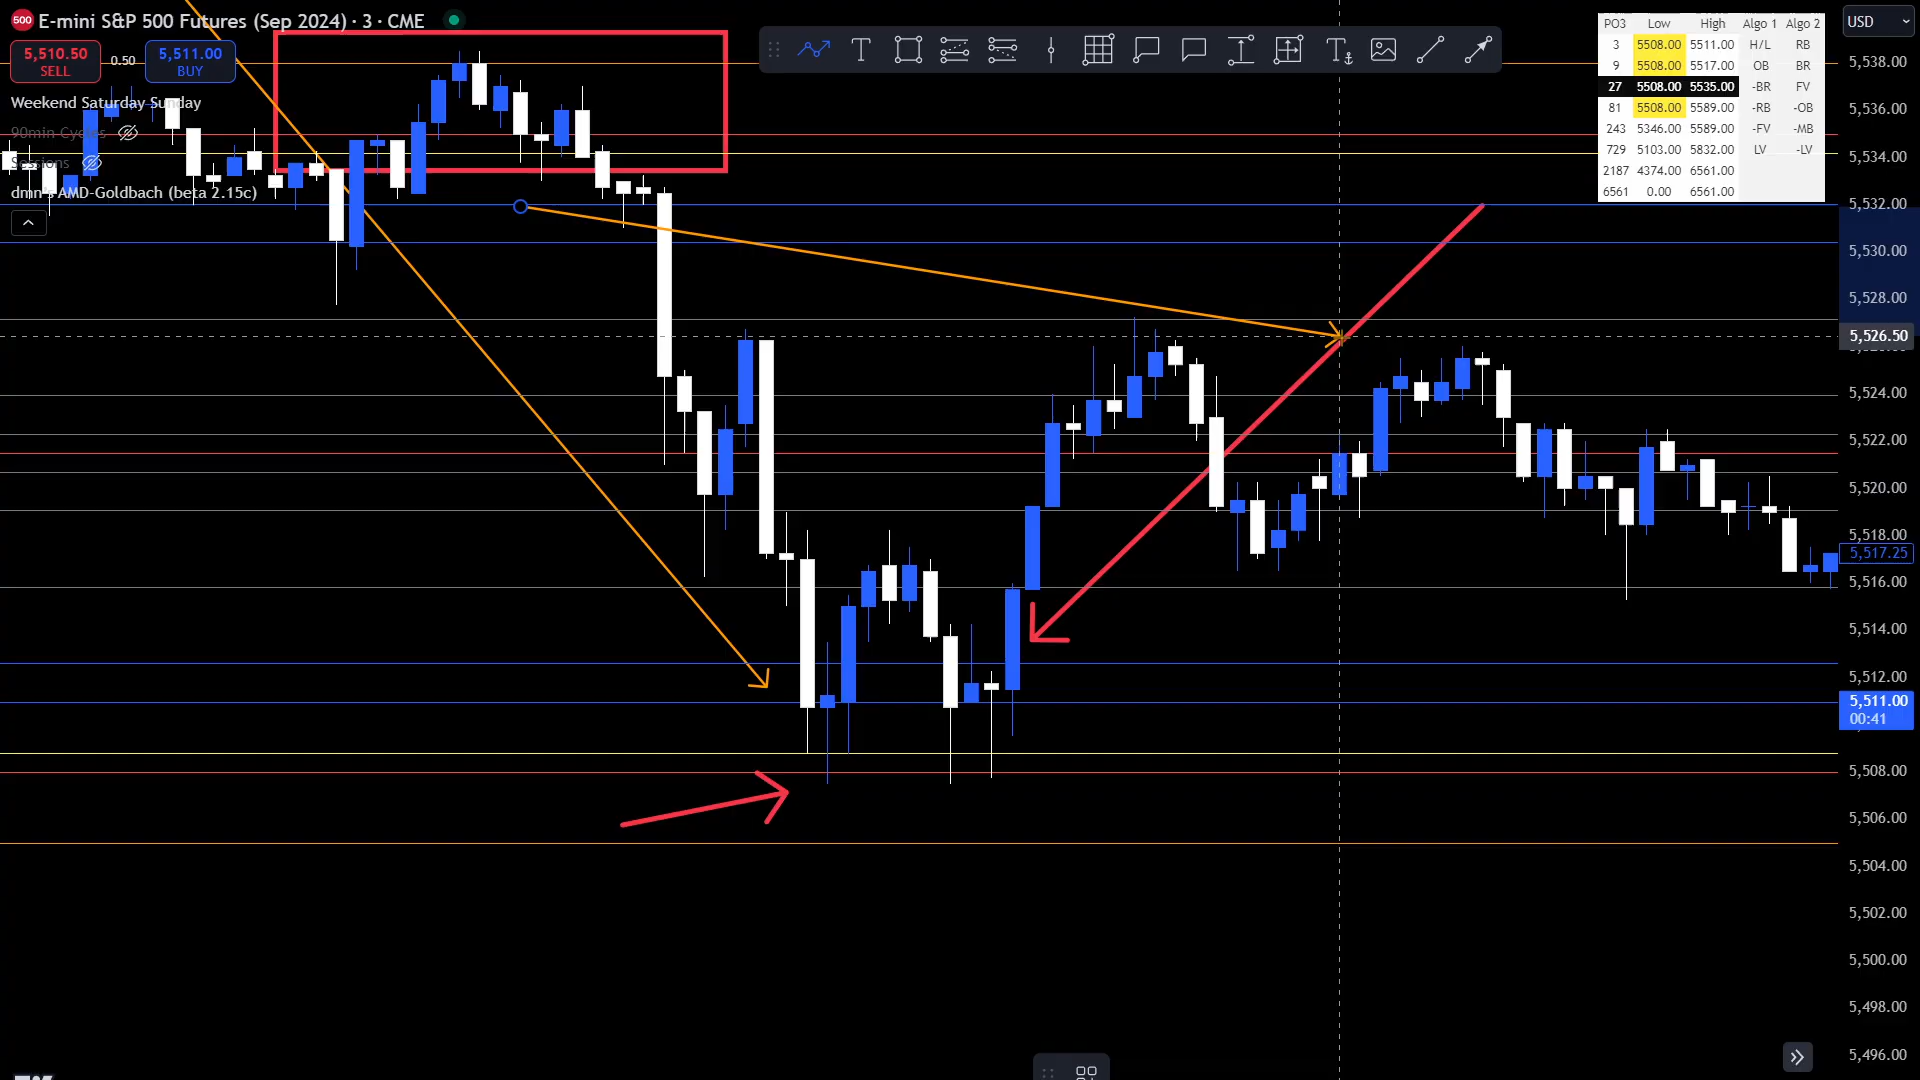 500 E-mini S&P 500 Futures (Sep 2024) · 3 · CME
5,510.50
SELL
0.50
5,511.00
BUY
Weekend Saturday Sunday
90min Cycles
Sessions
dmn's AMD-Goldbach (beta 2.15c)
PO3 Low High Algo 1 Algo 2
3 5508.00 5511.00 H/L RB
9 5508.00 5517.00 OB BR
27 5508.00 5535.00 -BR FV
81 5508.00 5589.00 -RB -OB
243 5346.00 5589.00 -FV -MB
729 5103.00 5832.00 LV -LV
2187 4374.00 6561.00
6561 0.00 6561.00
USD
5,538.00
5,536.00
5,534.00
5,532.00
5,530.00
5,528.00
5,526.50
5,524.00
5,522.00
5,520.00
5,518.00
5,517.25
5,516.00
5,514.00
5,512.00
5,511.00
00:41
5,508.00
5,506.00
5,504.00
5,502.00
5,500.00
5,498.00
5,496.00